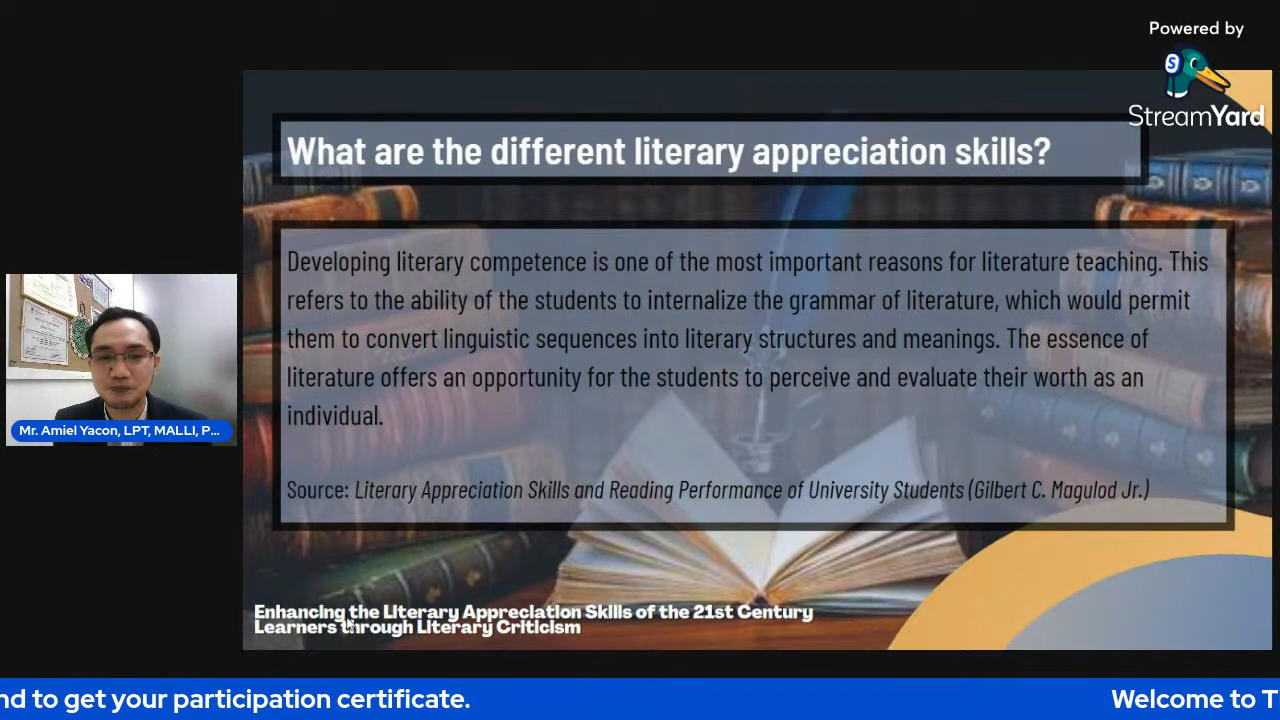 Powered by
StreamYard
What are the different literary appreciation skills?
Developing literary competence is one of the most important reasons for literature teaching. This
refers to the ability of the students to internalize the grammar of literature, which would permit
them to convert linguistic sequences into literary structures and meanings. The essence of
literature offers an opportunity for the students to perceive and evaluate their worth as an
individual.
Source: Literary Appreciation Skills and Reading Performance of University Students (Gilbert C. Magulod Jr.)
Mr. Amiel Yacon, LPT, MALLI, P...
Enhancing the Literary Appreciation Skills of the 21st Century
Learners through Literary Criticism
nd to get your participation certificate.
Welcome to T